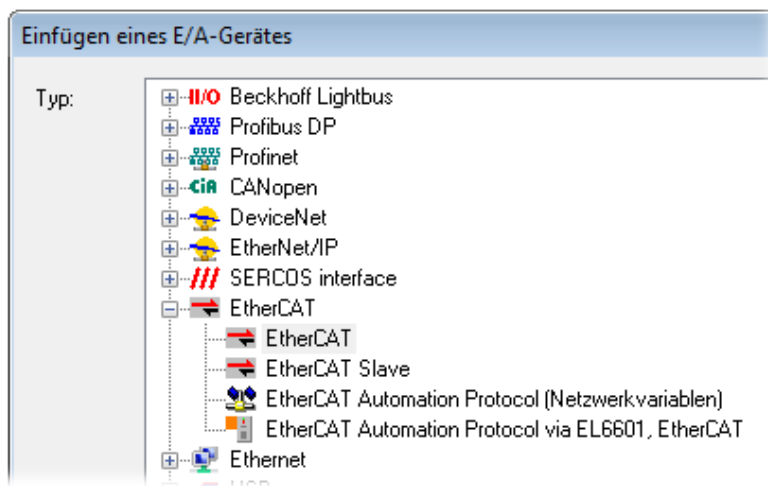 Einfügen eines E/A-Gerätes
Typ:
II/O Beckhoff Lightbus
Profibus DP
Profinet
CiA CANopen
DeviceNet
EtherNet/IP
SERCOS interface
EtherCAT
EtherCAT
EtherCAT Slave
EtherCAT Automation Protocol (Netzwerkvariablen)
EtherCAT Automation Protocol via EL6601, EtherCAT
Ethernet